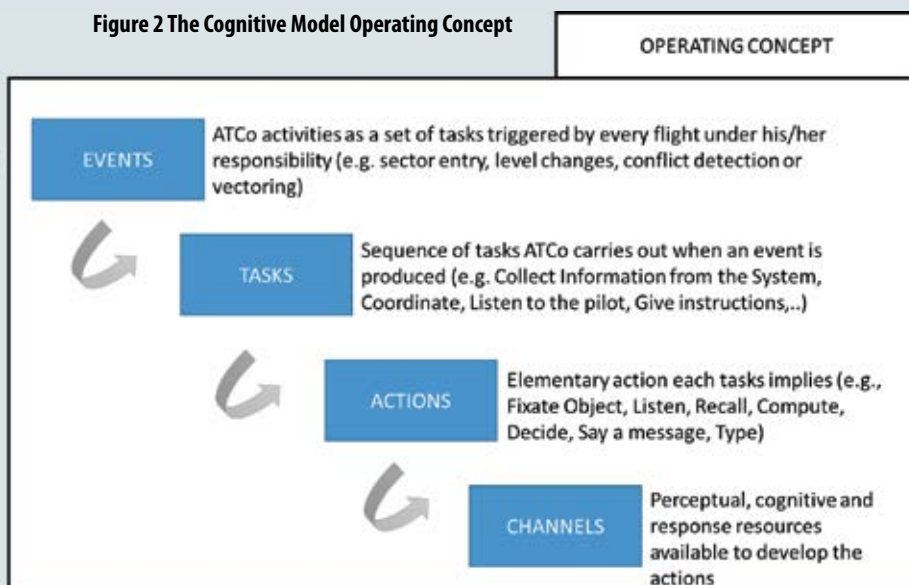 Figure 2 The Cognitive Model Operating Concept
OPERATING CONCEPT
EVENTS
ATCo activities as a set of tasks triggered by every flight under his/her
responsibility (e.g. sector entry, level changes, conflict detection or
vectoring)
TASKS
Sequence of tasks ATCo carries out when an event is
produced (e.g. Collect Information from the System,
Coordinate, Listen to the pilot, Give instructions,..)
ACTIONS
Elementary action each tasks implies (e.g.,
Fixate Object, Listen, Recall, Compute,
Decide, Say a message, Type)
CHANNELS
Perceptual, cognitive and
response resources
available to develop the
actions